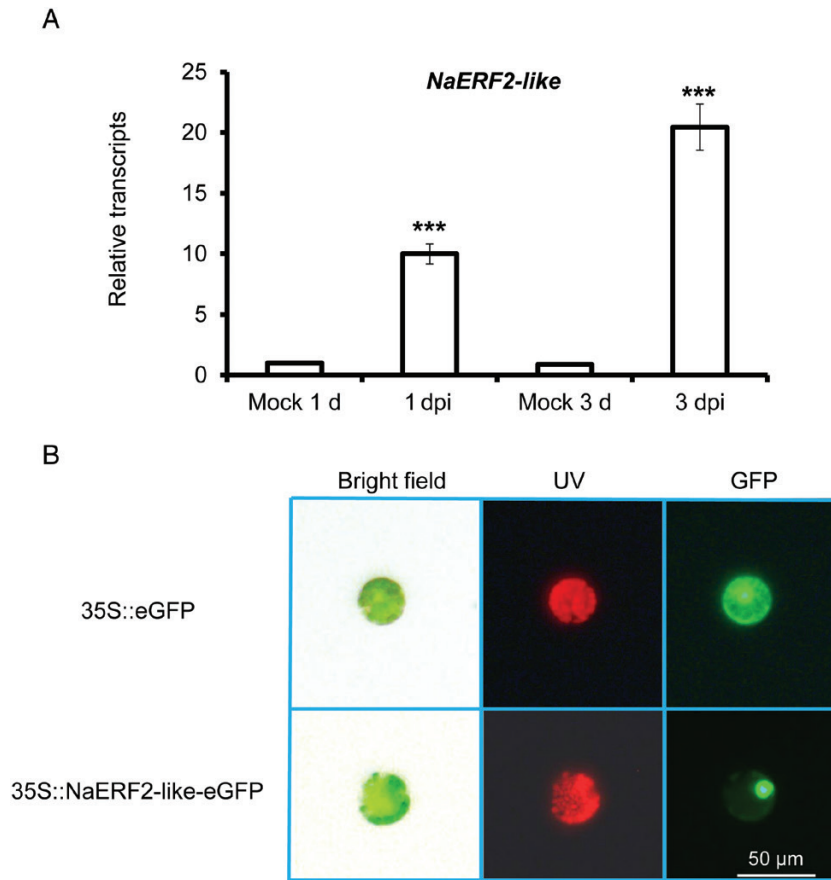 A
NaERF2-like
Relative transcripts
25
20
15
10
5
0
***
***
Mock 1 d 1 dpi Mock 3 d 3 dpi
B
Bright field UV GFP
35S::eGFP
35S::NaERF2-like-eGFP
50 µm